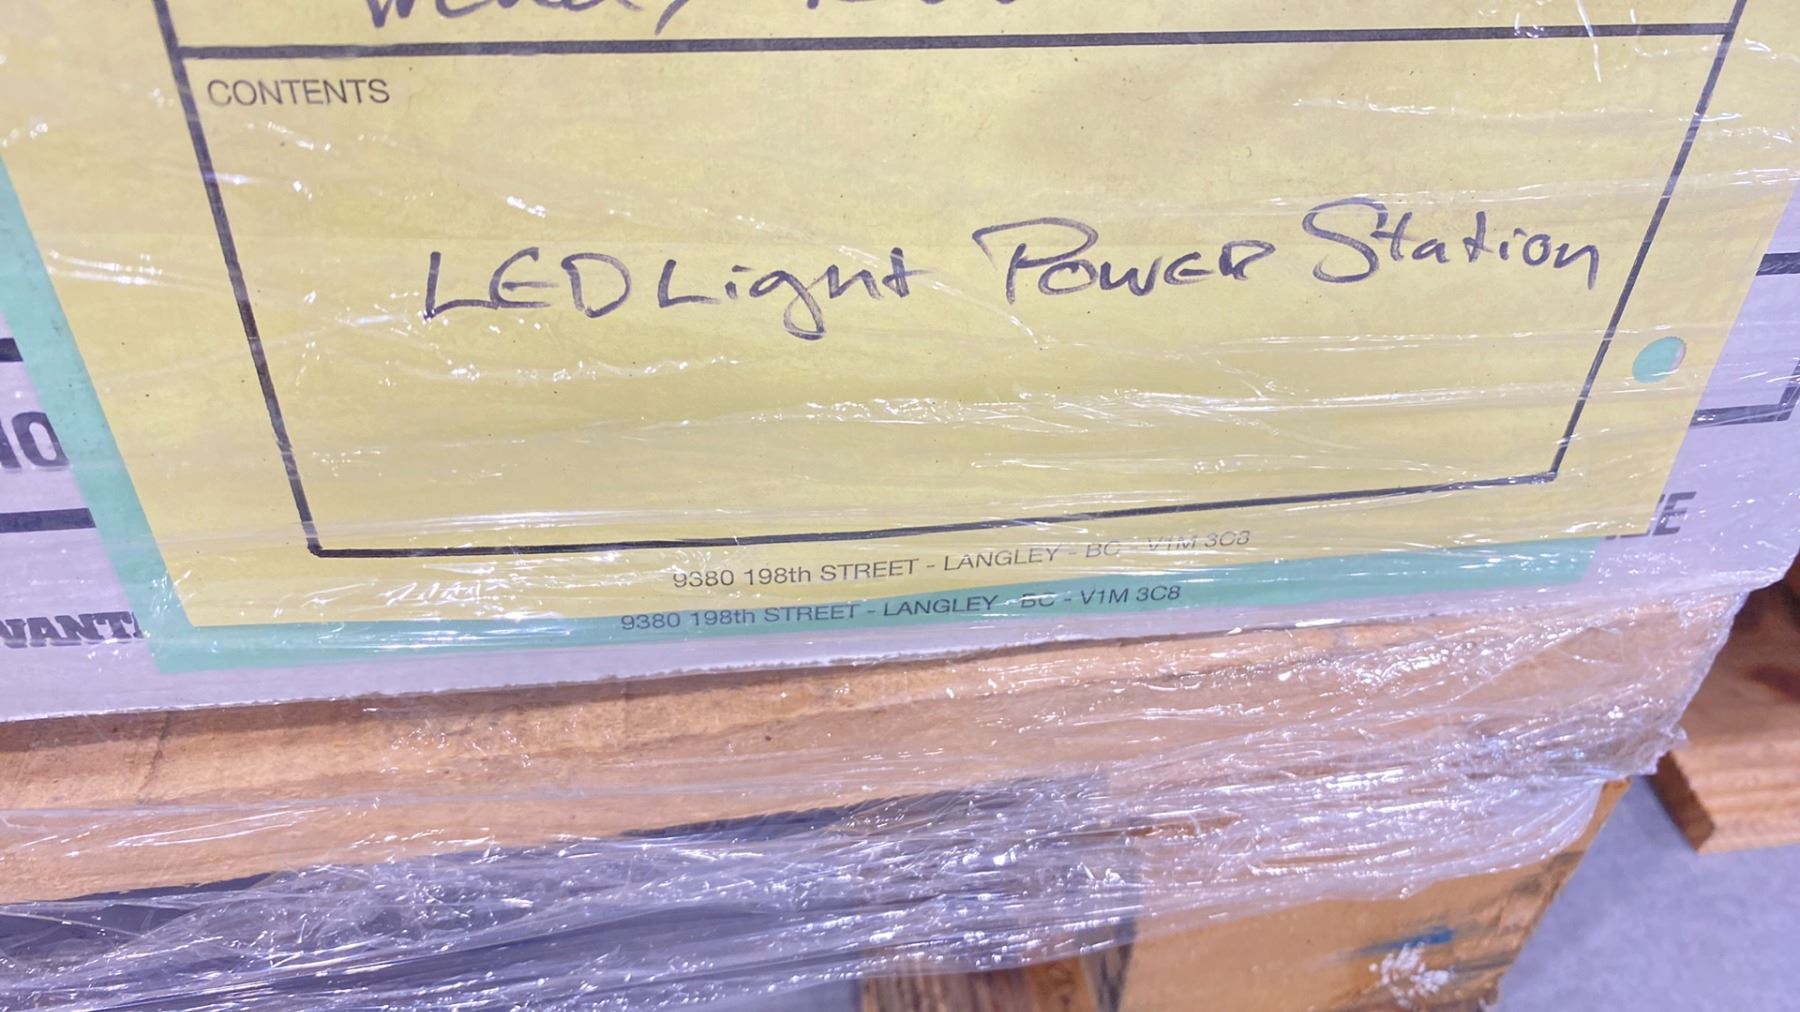 CONTENTS
LED Light Power Station
9380 198th STREET - LANGLEY - BC - V1M 3C8
9380 198th STREET - LANGLEY - BC - V1M 3C8